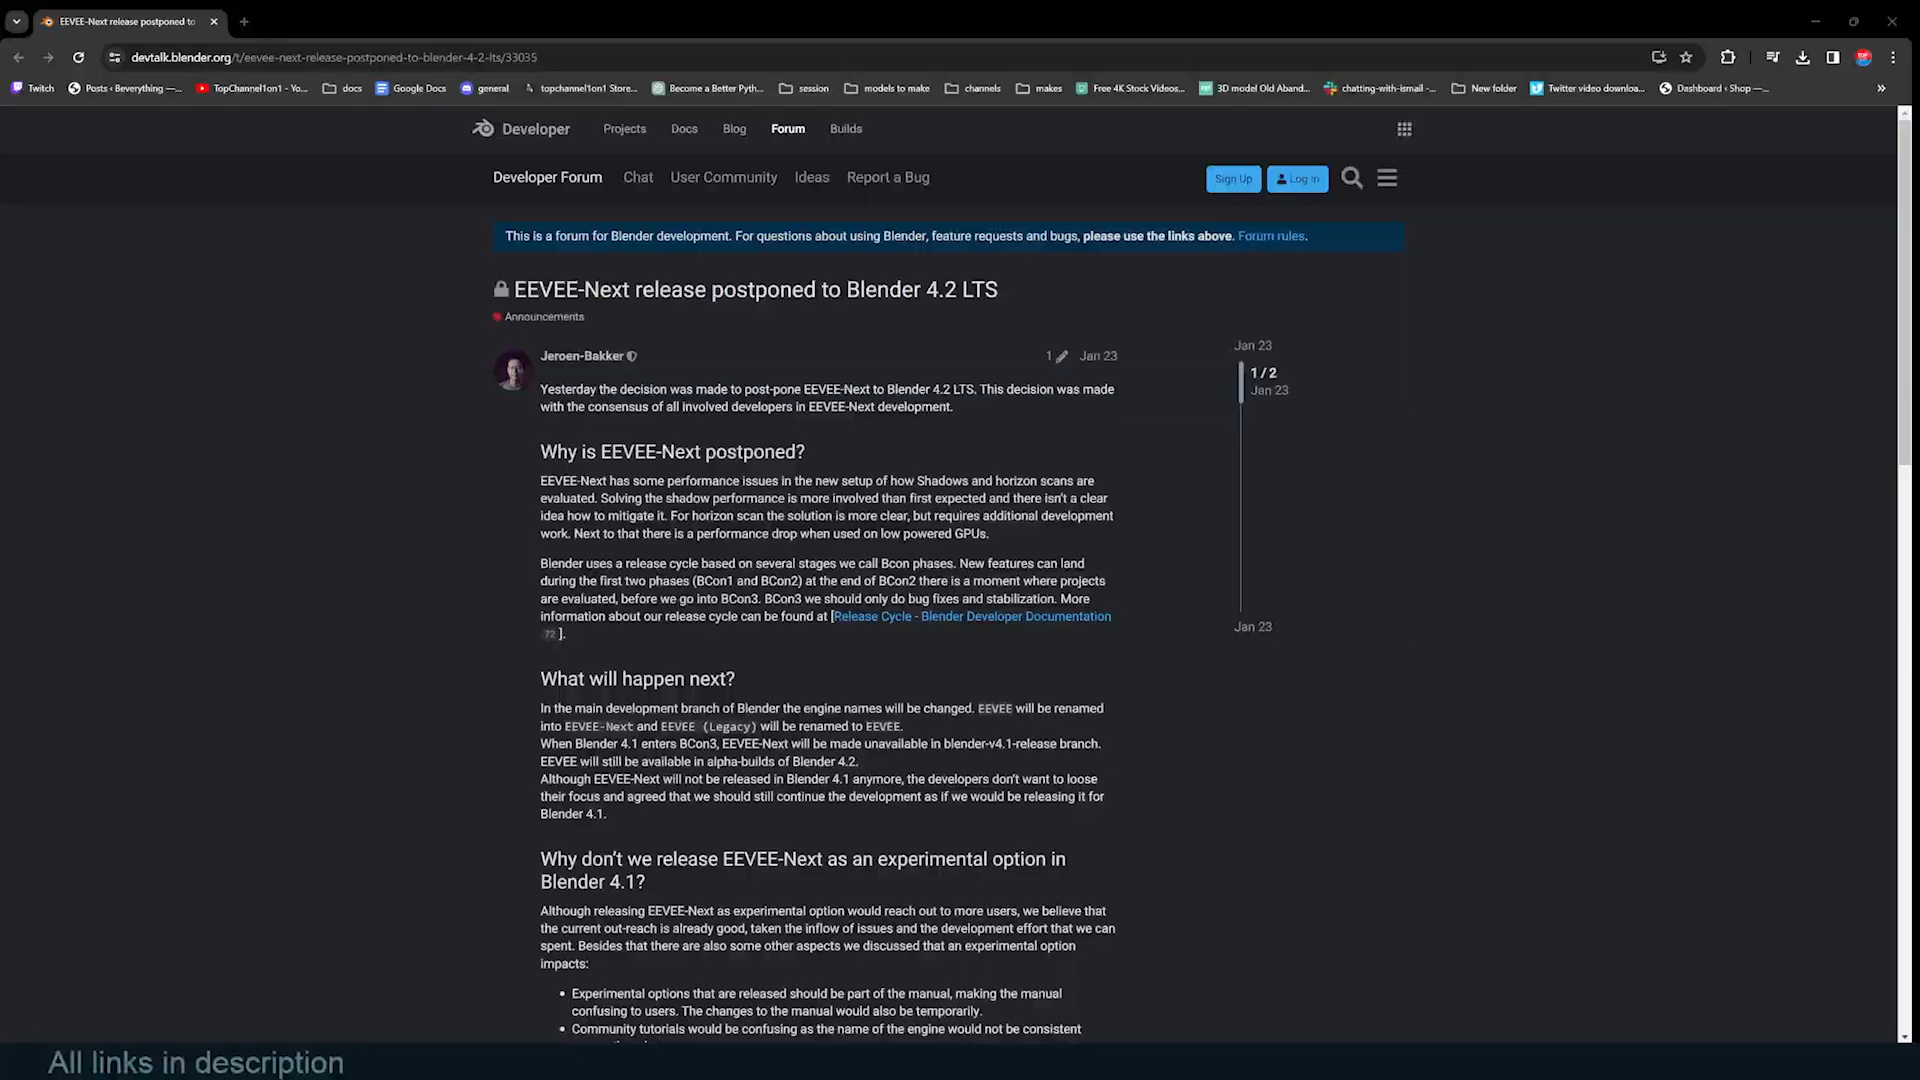 EEVEE-Next release postponed to
devtalk.blender.org/t/eevee-next-release-postponed-to-blender-4-2-lts/33035
Twitch
Posts ‹ Beverything —...
TopChannel1on1 - Yo...
docs
Google Docs
general
topchannel1on1 Store...
Become a Better Pyth...
session
models to make
channels
makes
Free 4K Stock Videos...
3D model Old Aband...
chatting-with-ismail -...
New folder
Twitter video downloa...
Dashboard ‹ Shop —...
»
Developer
Projects
Docs
Blog
Forum
Builds
Developer Forum
Chat
User Community
Ideas
Report a Bug
Sign Up
Log In
This is a forum for Blender development. For questions about using Blender, feature requests and bugs, please use the links above. Forum rules.
EEVEE-Next release postponed to Blender 4.2 LTS
Announcements
Jeroen-Bakker
1
Jan 23
Yesterday the decision was made to post-pone EEVEE-Next to Blender 4.2 LTS. This decision was made
with the consensus of all involved developers in EEVEE-Next development.
Why is EEVEE-Next postponed?
EEVEE-Next has some performance issues in the new setup of how Shadows and horizon scans are
evaluated. Solving the shadow performance is more involved than first expected and there isn't a clear
idea how to mitigate it. For horizon scan the solution is more clear, but requires additional development
work. Next to that there is a performance drop when used on low powered GPUs.
Blender uses a release cycle based on several stages we call Bcon phases. New features can land
during the first two phases (BCon1 and BCon2) at the end of BCon2 there is a moment where projects
are evaluated, before we go into BCon3. BCon3 we should only do bug fixes and stabilization. More
information about our release cycle can be found at [Release Cycle - Blender Developer Documentation
72 ].
What will happen next?
In the main development branch of Blender the engine names will be changed. EEVEE will be renamed
into EEVEE-Next and EEVEE (Legacy) will be renamed to EEVEE.
When Blender 4.1 enters BCon3, EEVEE-Next will be made unavailable in blender-v4.1-release branch.
EEVEE will still be available in alpha-builds of Blender 4.2.
Although EEVEE-Next will not be released in Blender 4.1 anymore, the developers don't want to loose
their focus and agreed that we should still continue the development as if we would be releasing it for
Blender 4.1.
Why don't we release EEVEE-Next as an experimental option in
Blender 4.1?
Although releasing EEVEE-Next as experimental option would reach out to more users, we believe that
the current out-reach is already good, taken the inflow of issues and the development effort that we can
spent. Besides that there are also some other aspects we discussed that an experimental option
impacts:
• Experimental options that are released should be part of the manual, making the manual
confusing to users. The changes to the manual would also be temporarily.
• Community tutorials would be confusing as the name of the engine would not be consistent
Jan 23
1 / 2
Jan 23
Jan 23
All links in description